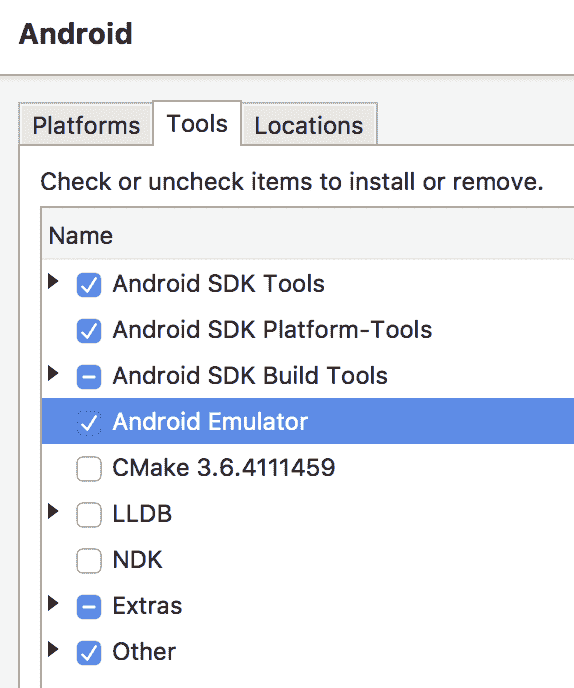 Android
Platforms Tools Locations
Check or uncheck items to install or remove.
Name
Android SDK Tools
Android SDK Platform-Tools
Android SDK Build Tools
Android Emulator
CMake 3.6.4111459
LLDB
NDK
Extras
Other